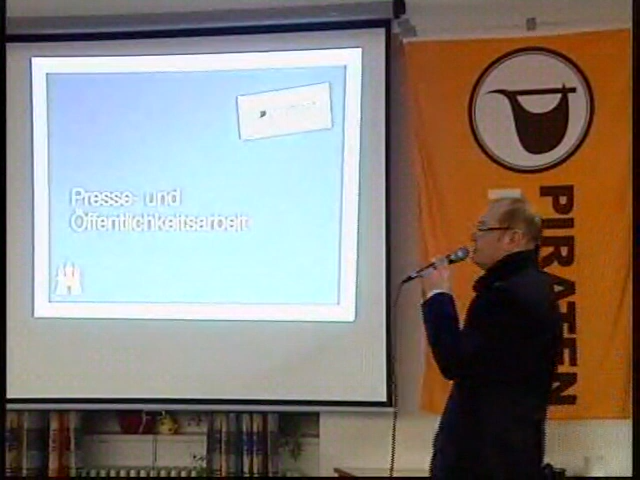 Presse- und
Öffentlichkeitsarbeit
PIRATEN